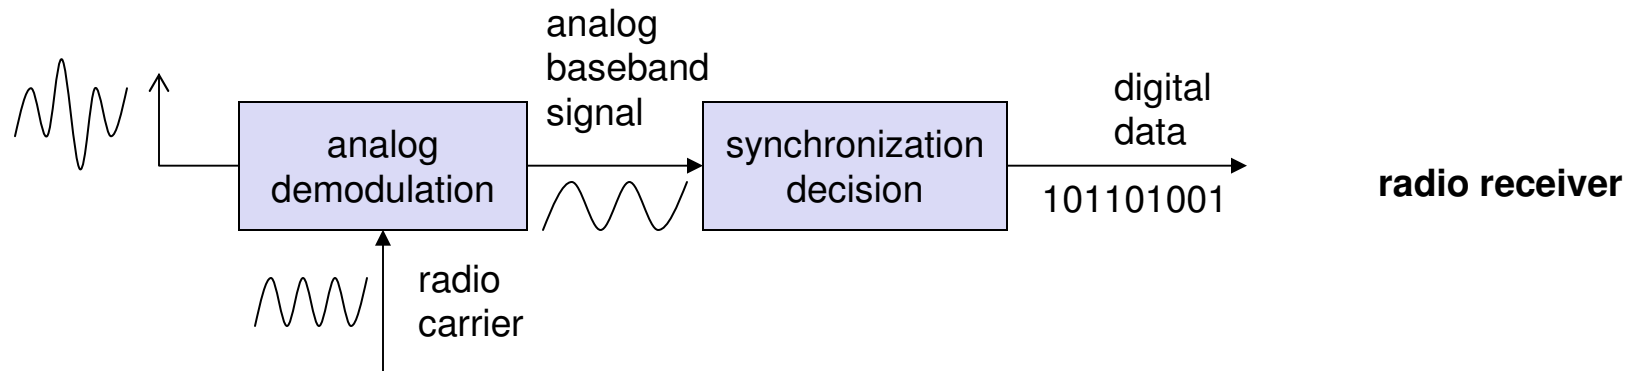 analog
baseband
signal
analog
demodulation
synchronization
decision
digital
data
101101001
radio receiver
radio
carrier